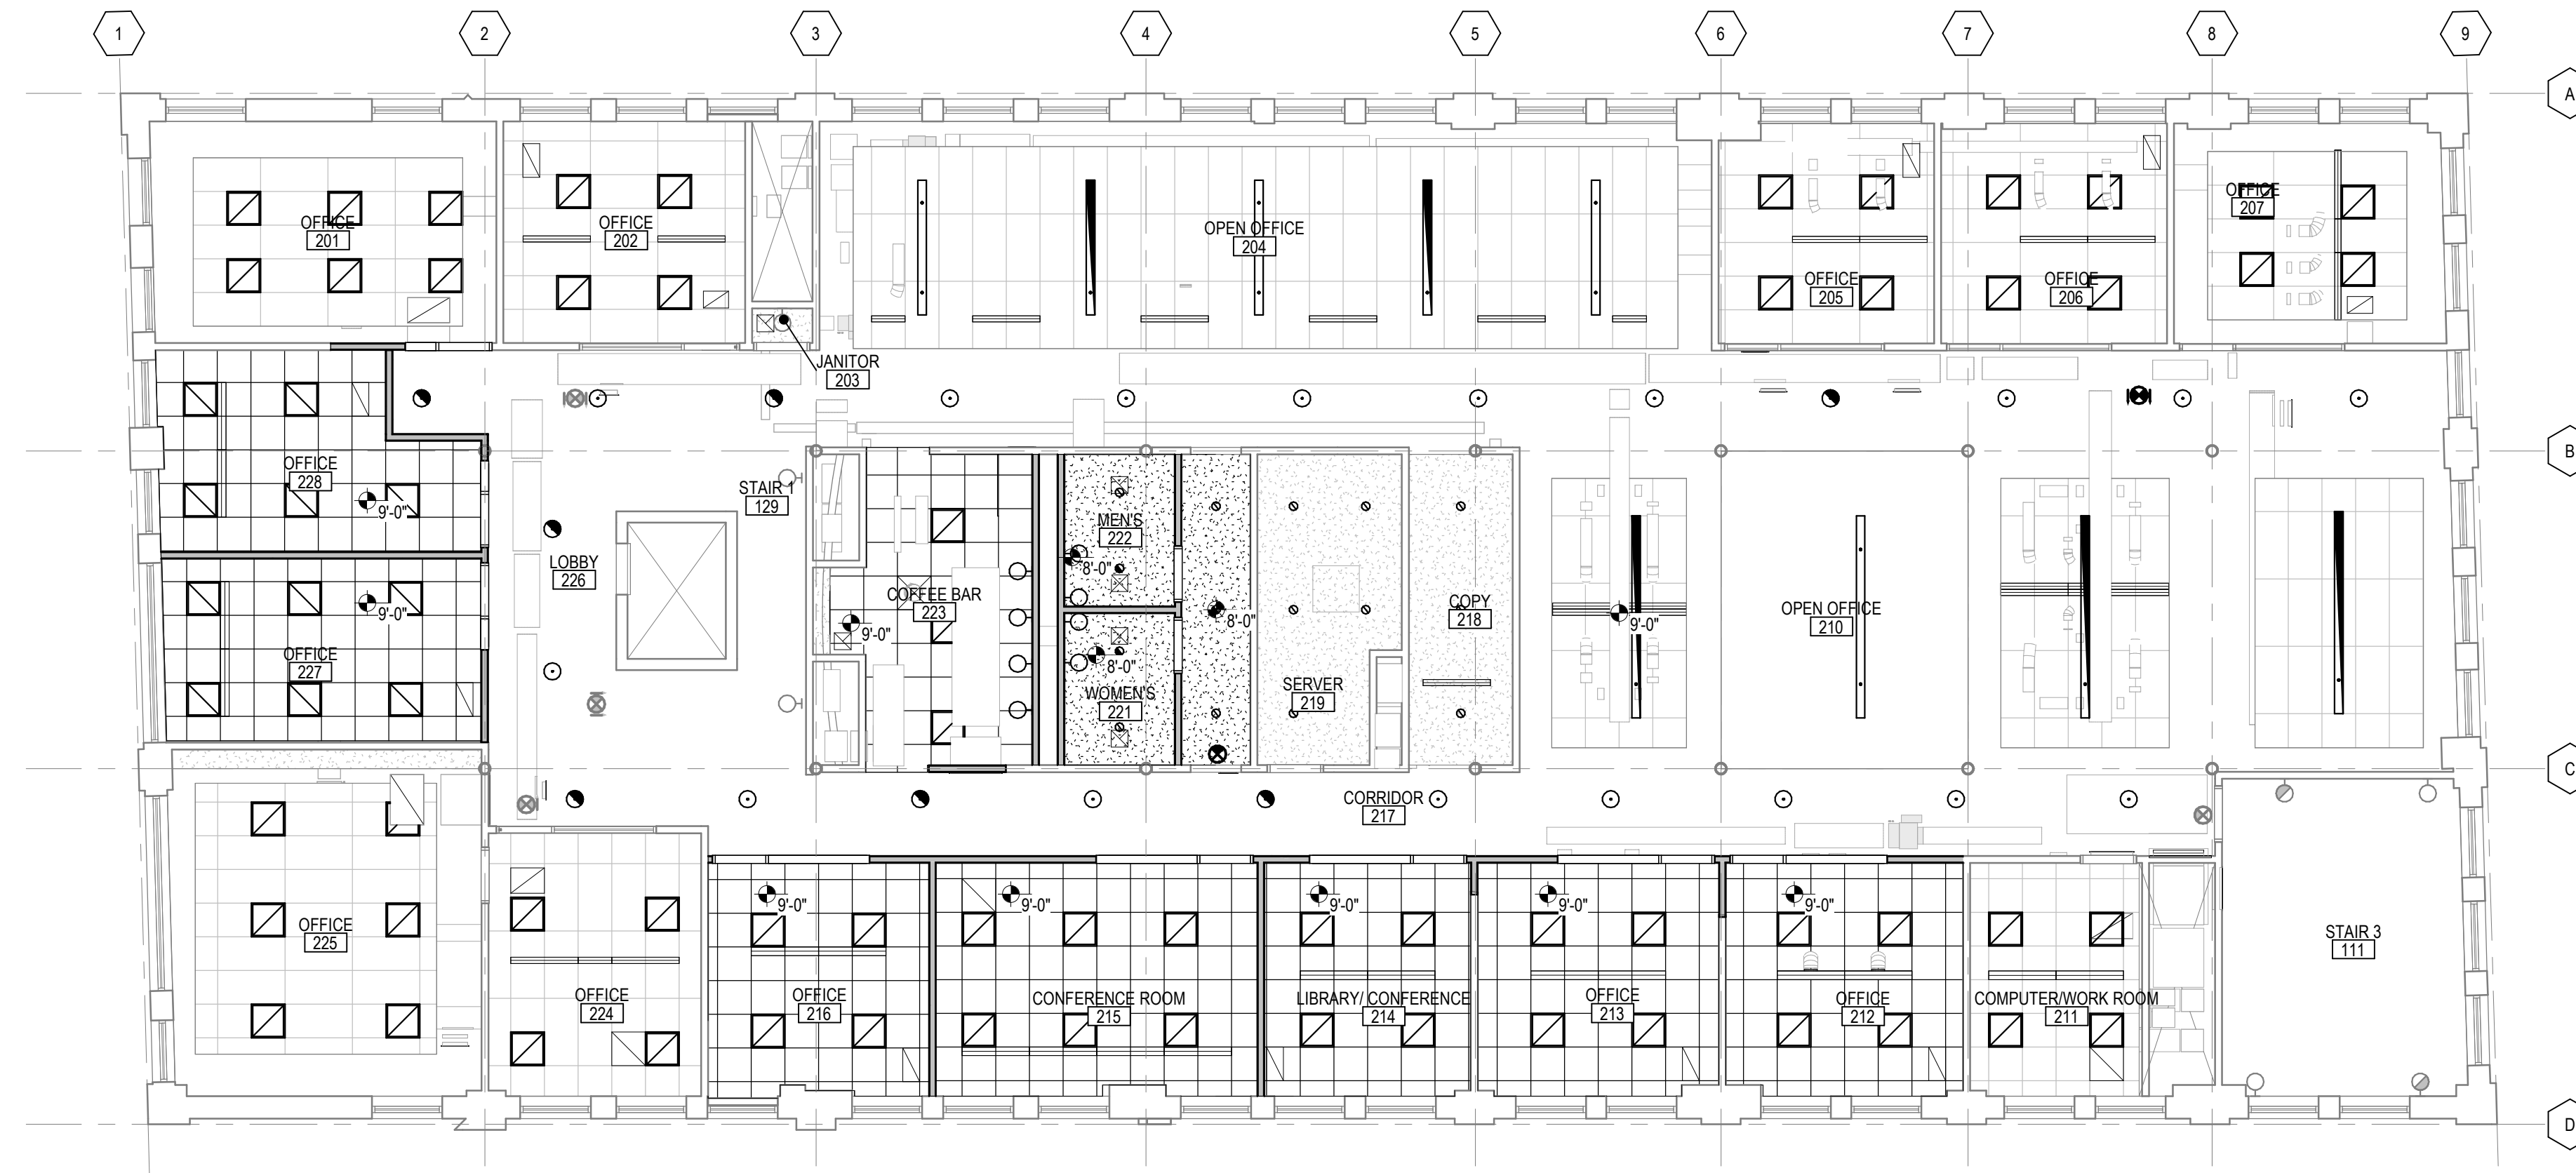 1 2 3 4 5 6 7 8 9
A
OFFICE
201
OFFICE
202
OPEN OFFICE
204
OFFICE
205
OFFICE
206
OFFICE
207
JANITOR
203
B
OFFICE
228
9'-0"
STAIR 1
129
LOBBY
226
MEN'S
222
8'-0"
COFFEE BAR
223
9'-0"
8'-0"
COPY
218
OPEN OFFICE
210
9'-0"
9'-0"
OFFICE
227
8'-0"
WOMEN'S
221
SERVER
219
C
CORRIDOR
217
9'-0"
9'-0"
9'-0"
9'-0"
9'-0"
OFFICE
225
STAIR 3
111
OFFICE
224
OFFICE
216
CONFERENCE ROOM
215
LIBRARY/ CONFERENCE
214
OFFICE
213
OFFICE
212
COMPUTER/WORK ROOM
211
D